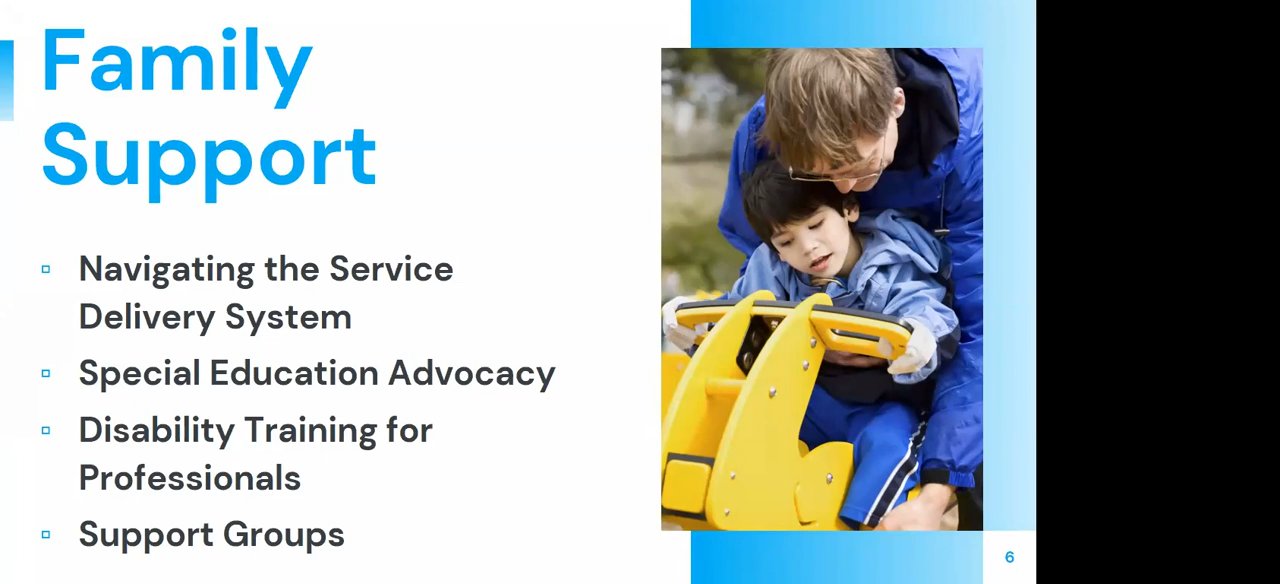 Family
Support
Navigating the Service
Delivery System
Special Education Advocacy
Disability Training for
Professionals
Support Groups
6